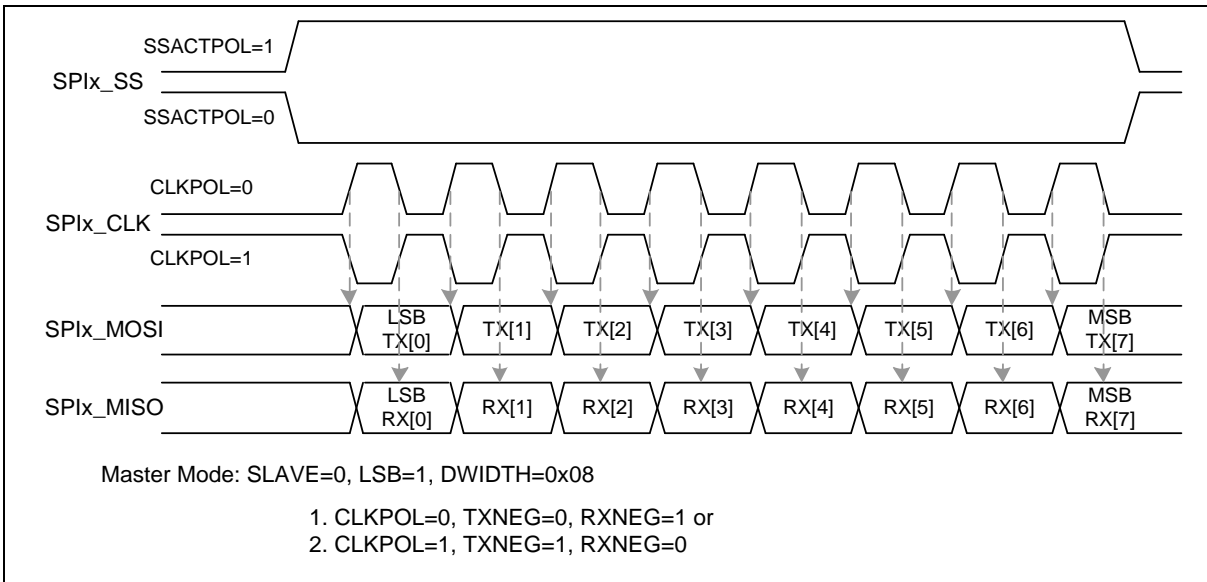 SSACTPOL=1
SPIx_SS
SSACTPOL=0
CLKPOL=0
SPIx_CLK
CLKPOL=1
SPIx_MOSI
LSB
TX[0]
TX[1]
TX[2]
TX[3]
TX[4]
TX[5]
TX[6]
MSB
TX[7]
SPIx_MISO
LSB
RX[0]
RX[1]
RX[2]
RX[3]
RX[4]
RX[5]
RX[6]
MSB
RX[7]
Master Mode: SLAVE=0, LSB=1, DWIDTH=0x08
1. CLKPOL=0, TXNEG=0, RXNEG=1 or
2. CLKPOL=1, TXNEG=1, RXNEG=0